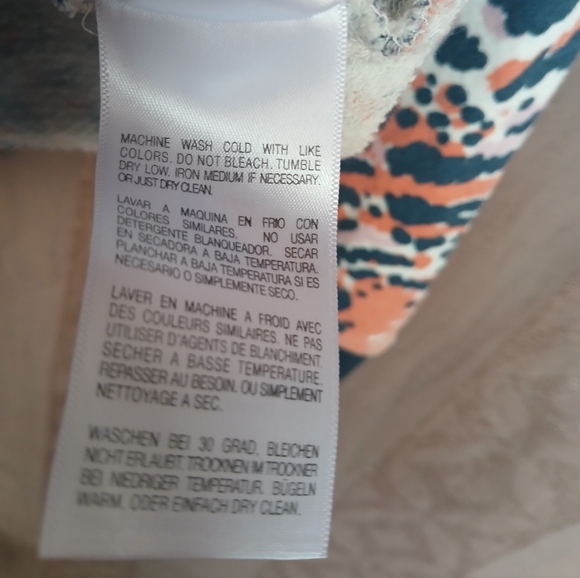 MACHINE WASH COLD WITH LIKE
COLORS. DO NOT BLEACH. TUMBLE
DRY LOW. IRON MEDIUM IF NECESSARY.
OR JUST DRY CLEAN.
LAVAR A MAQUINA EN FRIO CON
COLORES SIMILARES. NO USAR
DETERGENTE BLANQUEADOR. SECAR
EN SECADORA A BAJA TEMPERATURA.
PLANCHAR A BAJA TEMPERATURA SI ES
NECESARIO O SIMPLEMENTE SECO.
LAVER EN MACHINE A FROID AVEC
DES COULEURS SIMILAIRES. NE PAS
UTILISER D'AGENTS DE BLANCHIMENT.
SECHER A BASSE TEMPERATURE.
REPASSER AU BESOIN. OU SIMPLEMENT
NETTOYAGE A SEC.
WASCHEN BEI 30 GRAD, BLEICHEN
NICHT ERLAUBT. TROCKNEN IM TROCKNER
BEI NIEDRIGER TEMPERATUR. BÜGELN
WARM. ODER EINFACH DRY CLEAN.